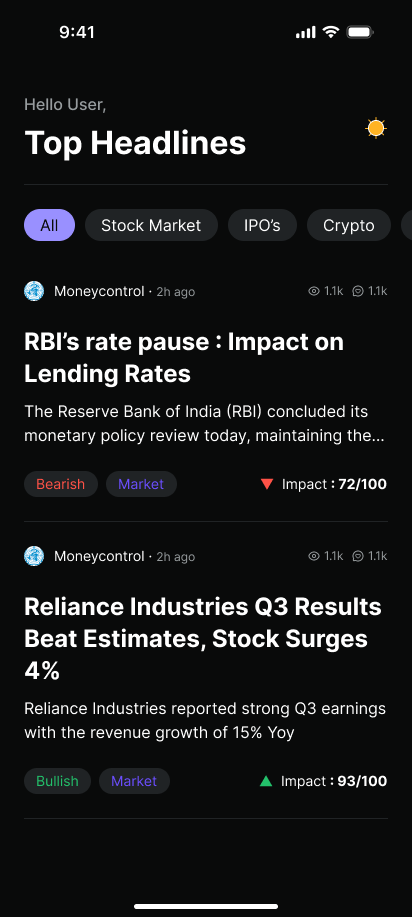 9:41
Hello User,
Top Headlines
All Stock Market IPO’s Crypto
Moneycontrol · 2h ago 1.1k 1.1k
RBI’s rate pause : Impact on
Lending Rates
The Reserve Bank of India (RBI) concluded its
monetary policy review today, maintaining the...
Bearish Market Impact : 72/100
Moneycontrol · 2h ago 1.1k 1.1k
Reliance Industries Q3 Results
Beat Estimates, Stock Surges
4%
Reliance Industries reported strong Q3 earnings
with the revenue growth of 15% Yoy
Bullish Market Impact : 93/100